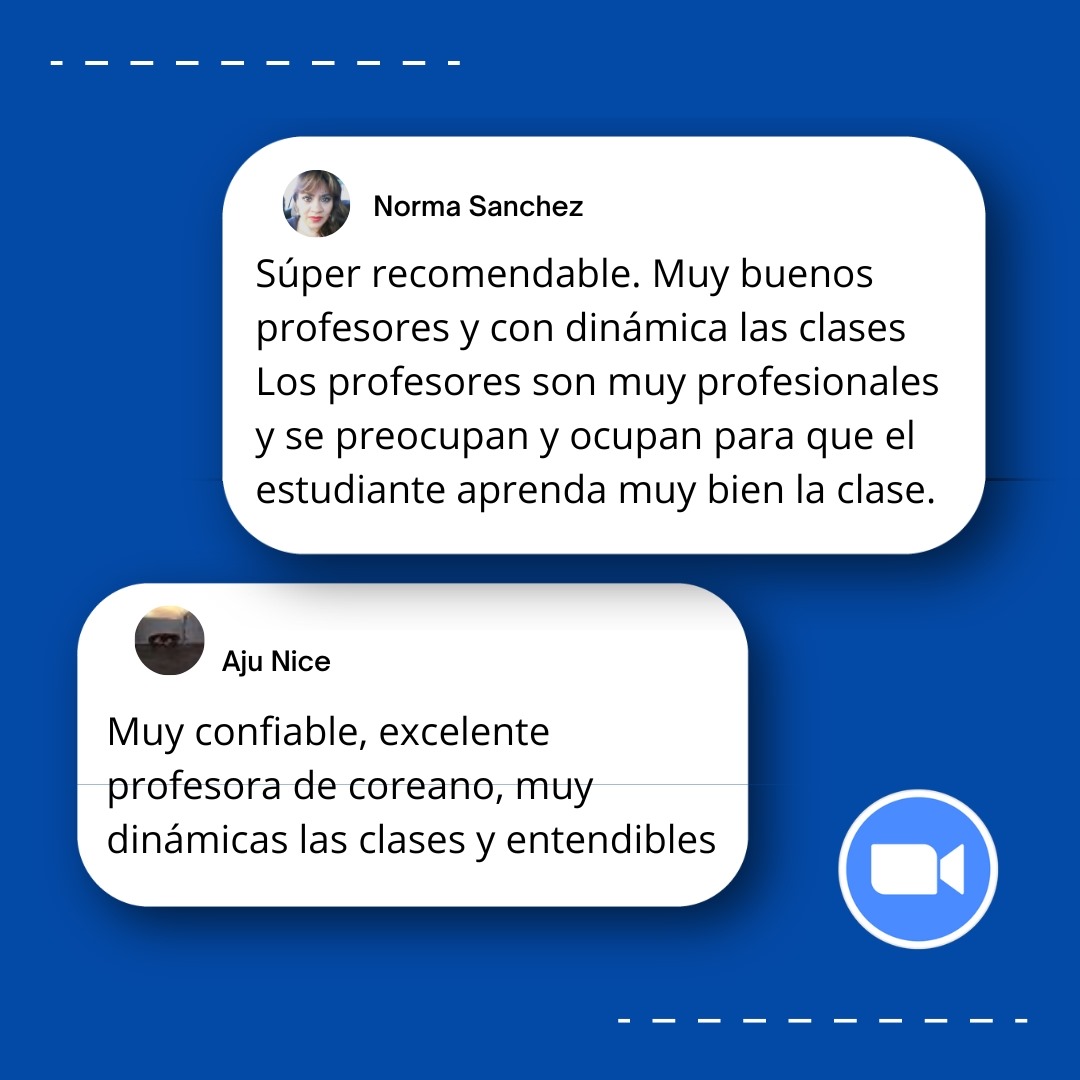 Norma Sanchez
Súper recomendable. Muy buenos
profesores y con dinámica las clases
Los profesores son muy profesionales
y se preocupan y ocupan para que el
estudiante aprenda muy bien la clase.
Aju Nice
Muy confiable, excelente
profesora de coreano, muy
dinámicas las clases y entendibles